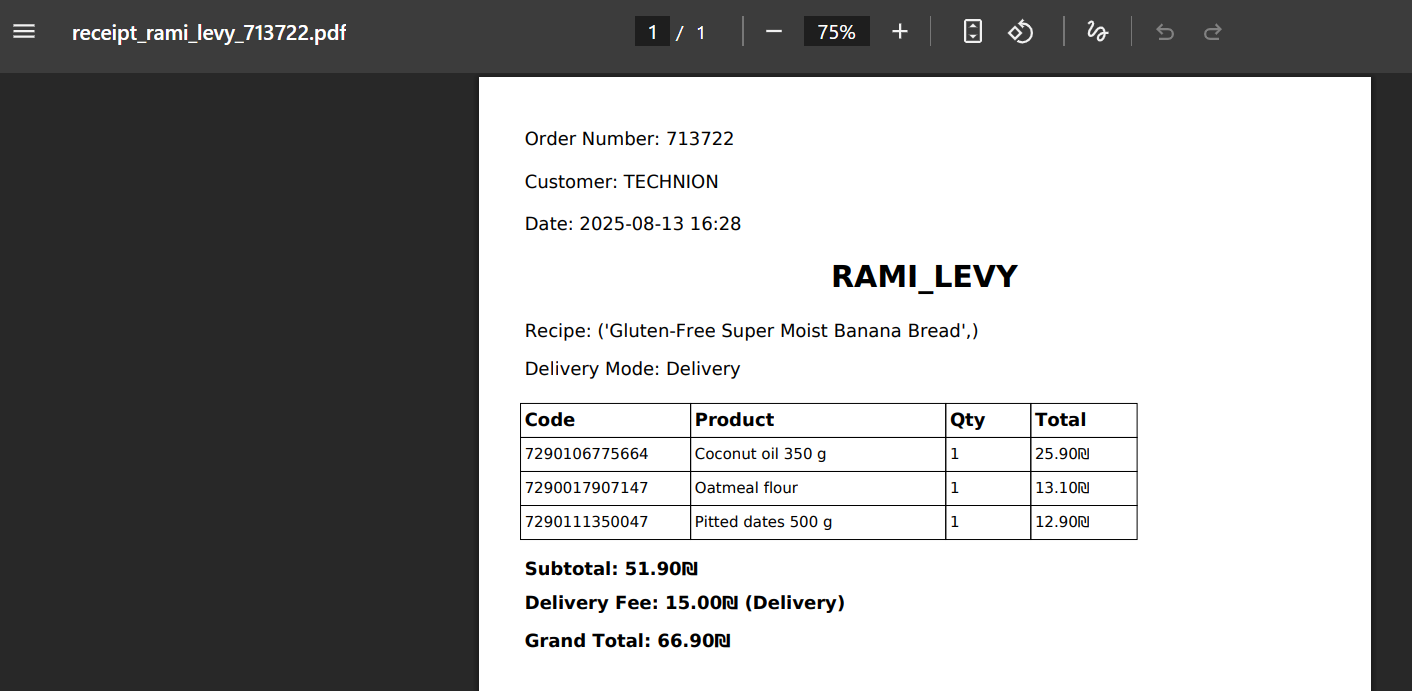 receipt_rami_levy_713722.pdf
1 / 1
75%
Order Number: 713722
Customer: TECHNION
Date: 2025-08-13 16:28
RAMI_LEVY
Recipe: ('Gluten-Free Super Moist Banana Bread',)
Delivery Mode: Delivery
Code Product Qty Total
7290106775664 Coconut oil 350 g 1 25.90₪
7290017907147 Oatmeal flour 1 13.10₪
7290111350047 Pitted dates 500 g 1 12.90₪
Subtotal: 51.90₪
Delivery Fee: 15.00₪ (Delivery)
Grand Total: 66.90₪